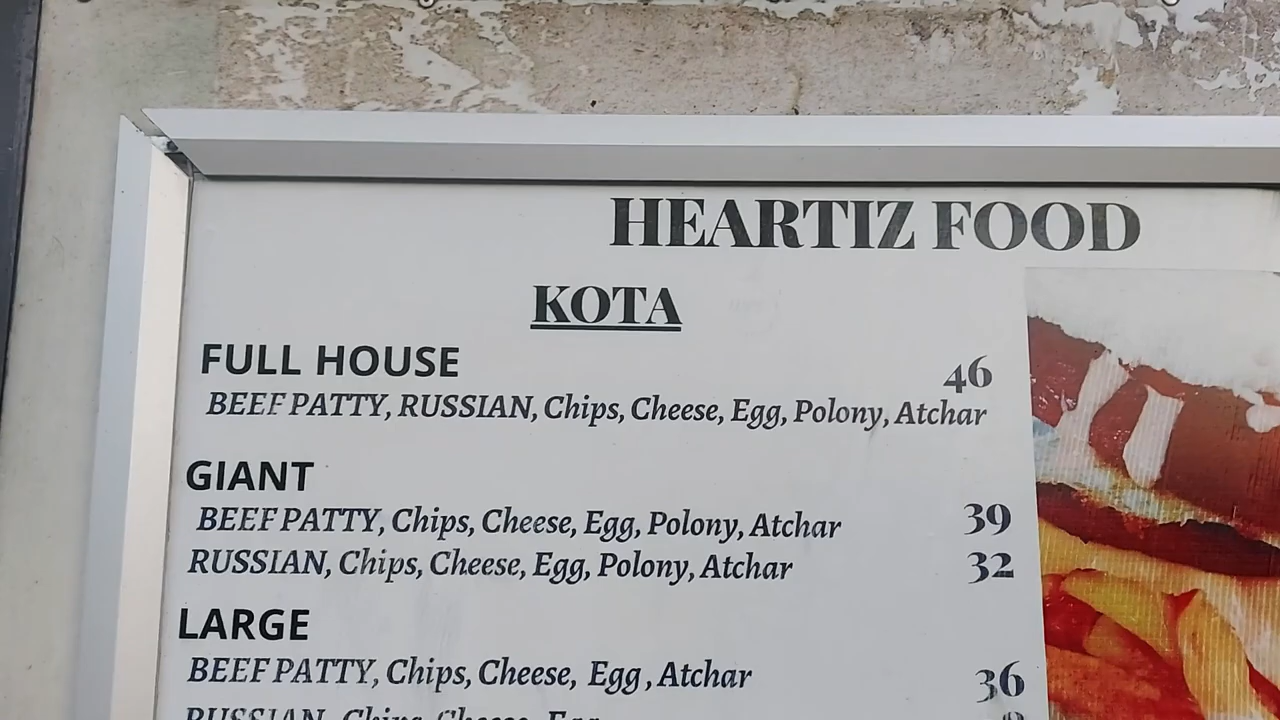 HEARTIZ FOOD
KOTA
FULL HOUSE 46
BEEF PATTY, RUSSIAN, Chips, Cheese, Egg, Polony, Atchar
GIANT
BEEF PATTY, Chips, Cheese, Egg, Polony, Atchar 39
RUSSIAN, Chips, Cheese, Egg, Polony, Atchar 32
LARGE
BEEF PATTY, Chips, Cheese, Egg, Atchar 36
RUSSIAN, Chips, Cheese, Egg